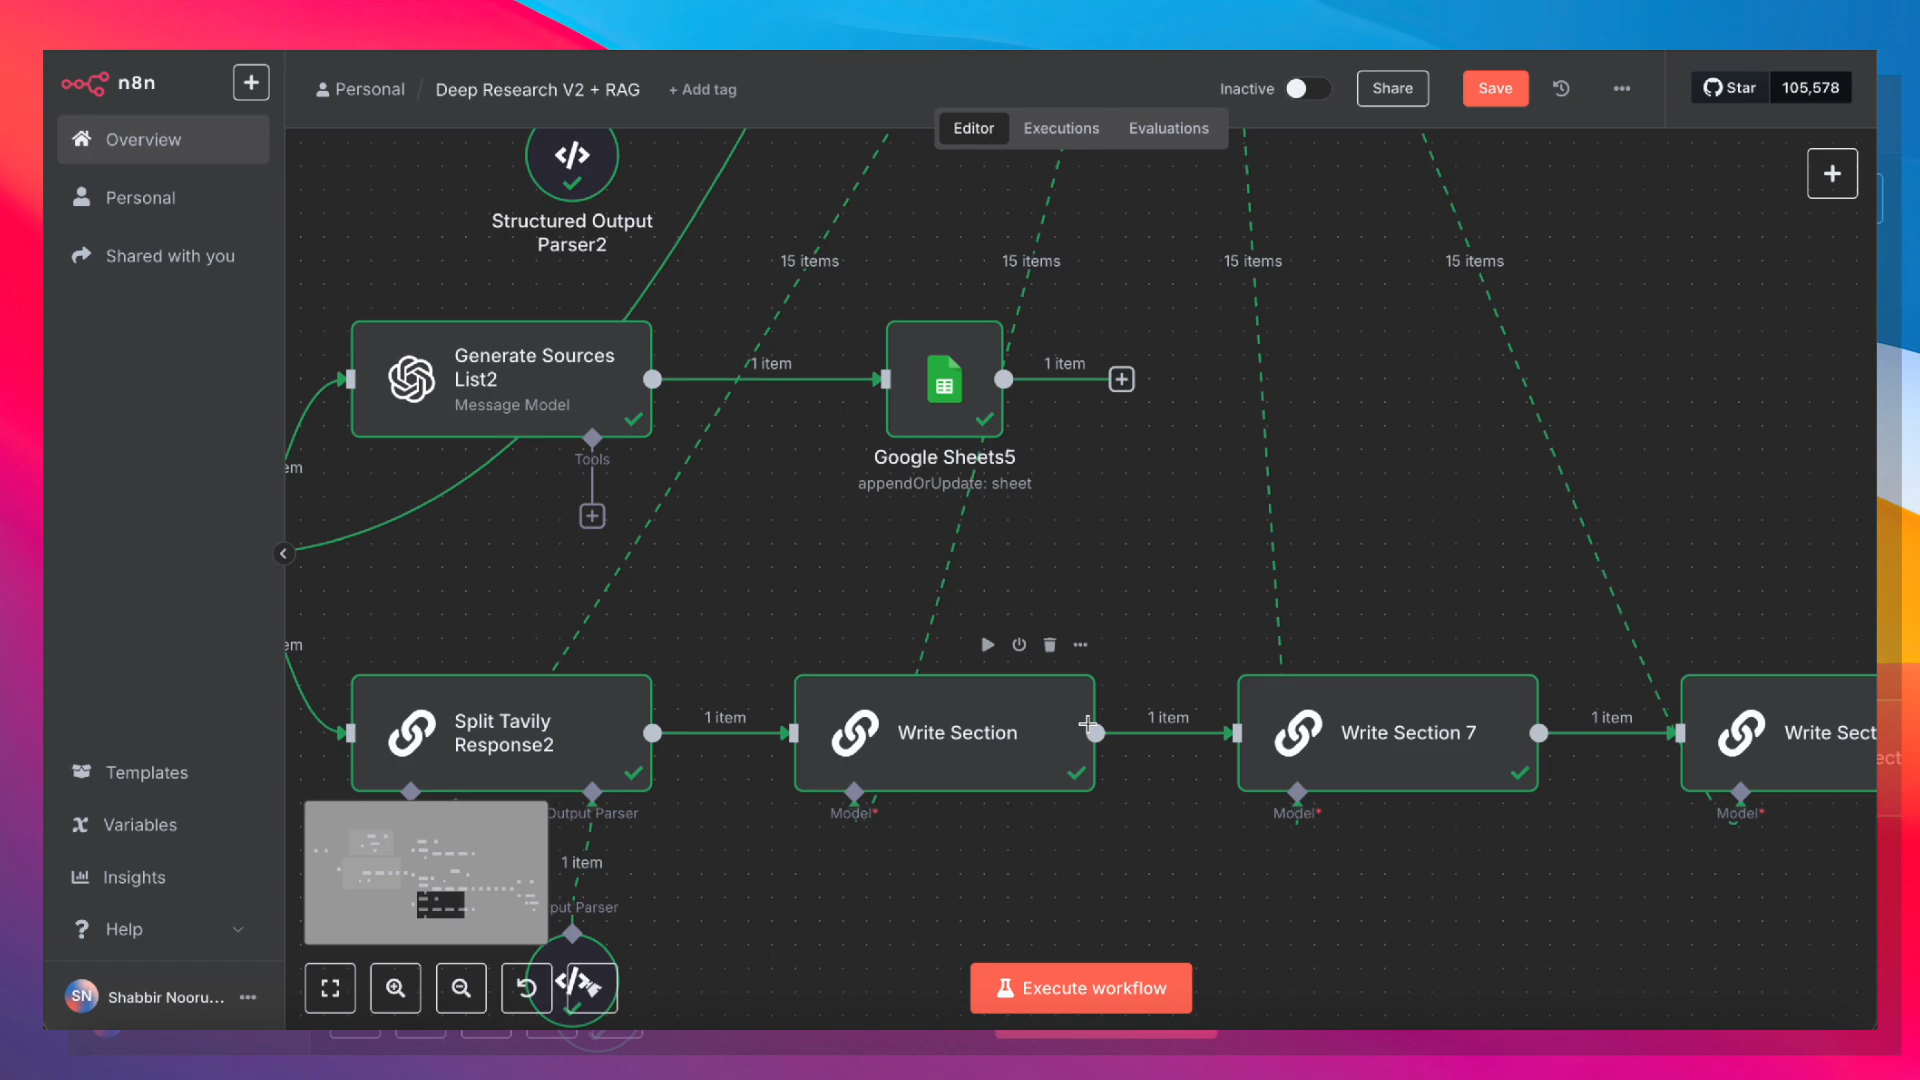 n8n
Personal / Deep Research V2 + RAG + Add tag
Inactive
Share
Save
Star 105,578
Editor Executions Evaluations
Overview
Personal
Shared with you
Structured Output
Parser2
15 items 15 items 15 items 15 items
Generate Sources
List2
Message Model
1 item
1 item
Tools
Google Sheets5
appendOrUpdate: sheet
em
em
Split Tavily
Response2
1 item
Write Section
1 item
Write Section 7
1 item
Write Sect
ect
Output Parser
Model*
Model*
Model*
1 item
put Parser
Templates
Variables
Insights
Help
SN Shabbir Nooru...
Execute workflow